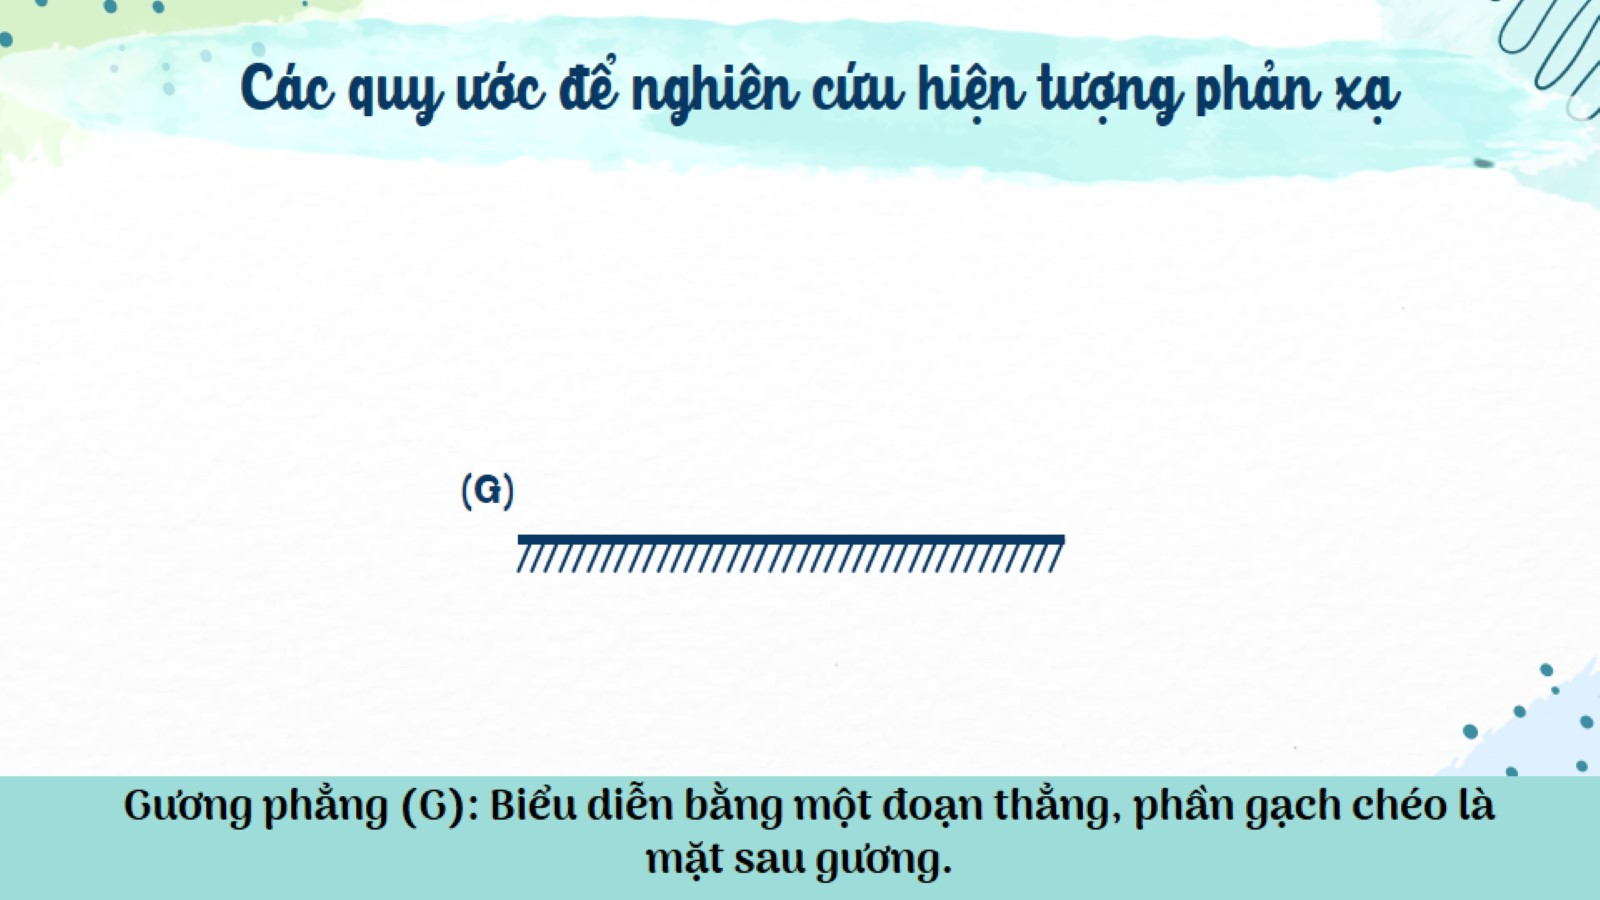 Các quy ước để nghiên cứu hiện tượng phản xạ
(G)
Gương phẳng (G): Biểu diễn bằng một đoạn thẳng, phần gạch chéo là
mặt sau gương.